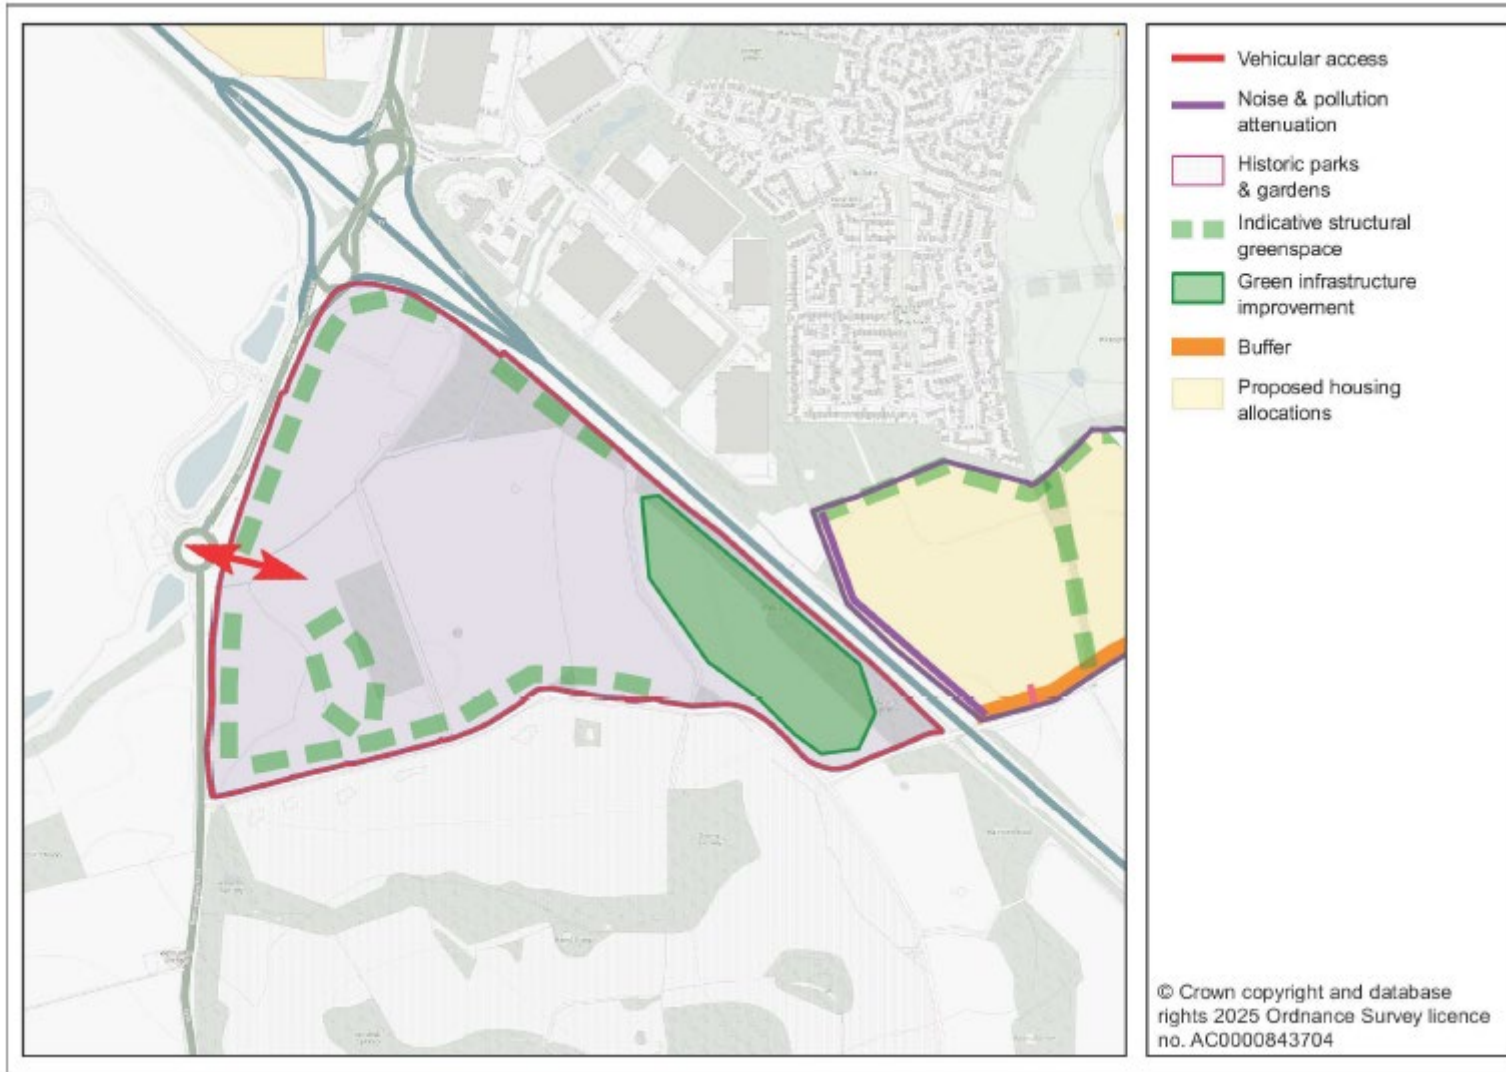 Vehicular access
Noise & pollution
attenuation
Historic parks
& gardens
Indicative structural
greenspace
Green infrastructure
improvement
Buffer
Proposed housing
allocations
© Crown copyright and database
rights 2025 Ordnance Survey licence
no. AC0000843704